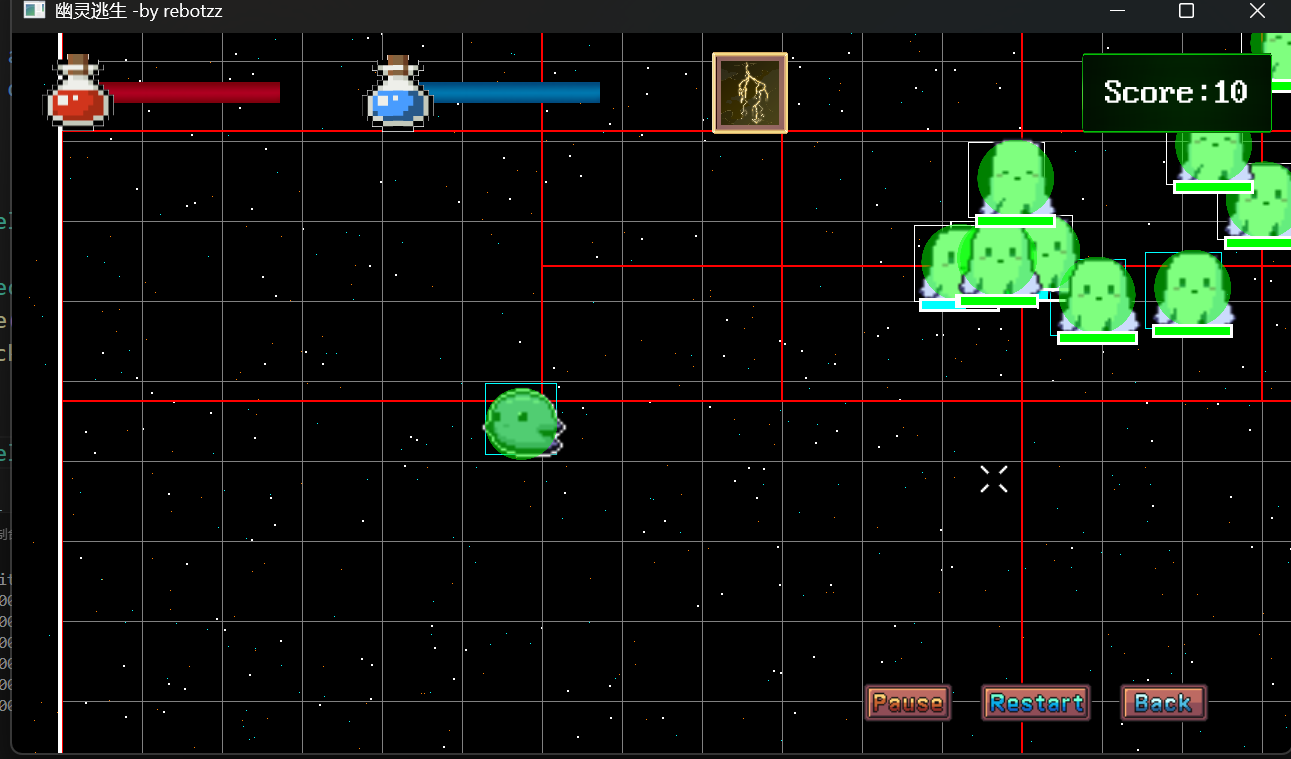 幽灵逃生 -by rebotzz
Score:10
Pause
Restart
Back